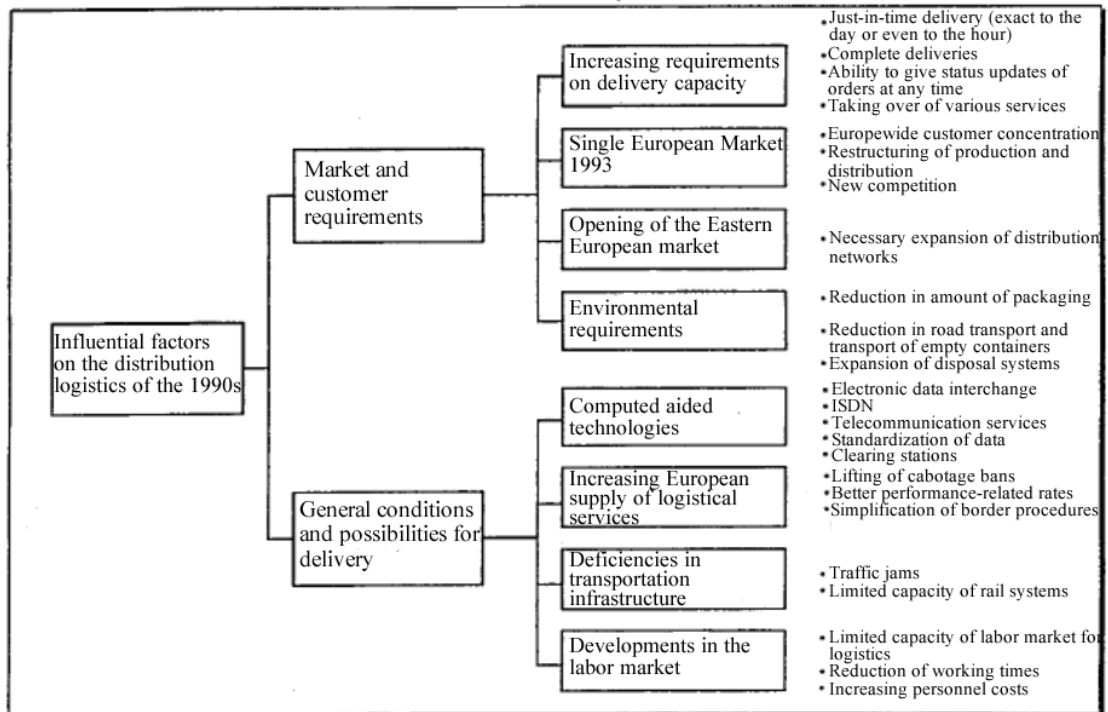 Influential factors
on the distribution
logistics of the 1990s
Market and
customer
requirements
Increasing requirements
on delivery capacity
•Just-in-time delivery (exact to the
day or even to the hour)
•Complete deliveries
•Ability to give status updates of
orders at any time
•Taking over of various services
Single European Market
1993
•Europewide customer concentration
•Restructuring of production and
distribution
•New competition
Opening of the Eastern
European market
•Necessary expansion of distribution
networks
Environmental
requirements
•Reduction in amount of packaging
•Reduction in road transport and
transport of empty containers
•Expansion of disposal systems
General conditions
and possibilities for
delivery
Computed aided
technologies
•Electronic data interchange
•ISDN
•Telecommunication services
•Standardization of data
•Clearing stations
Increasing European
supply of logistical
services
•Lifting of cabotage bans
•Better performance-related rates
•Simplification of border procedures
Deficiencies in
transportation
infrastructure
•Traffic jams
•Limited capacity of rail systems
Developments in the
labor market
•Limited capacity of labor market for
logistics
•Reduction of working times
•Increasing personnel costs